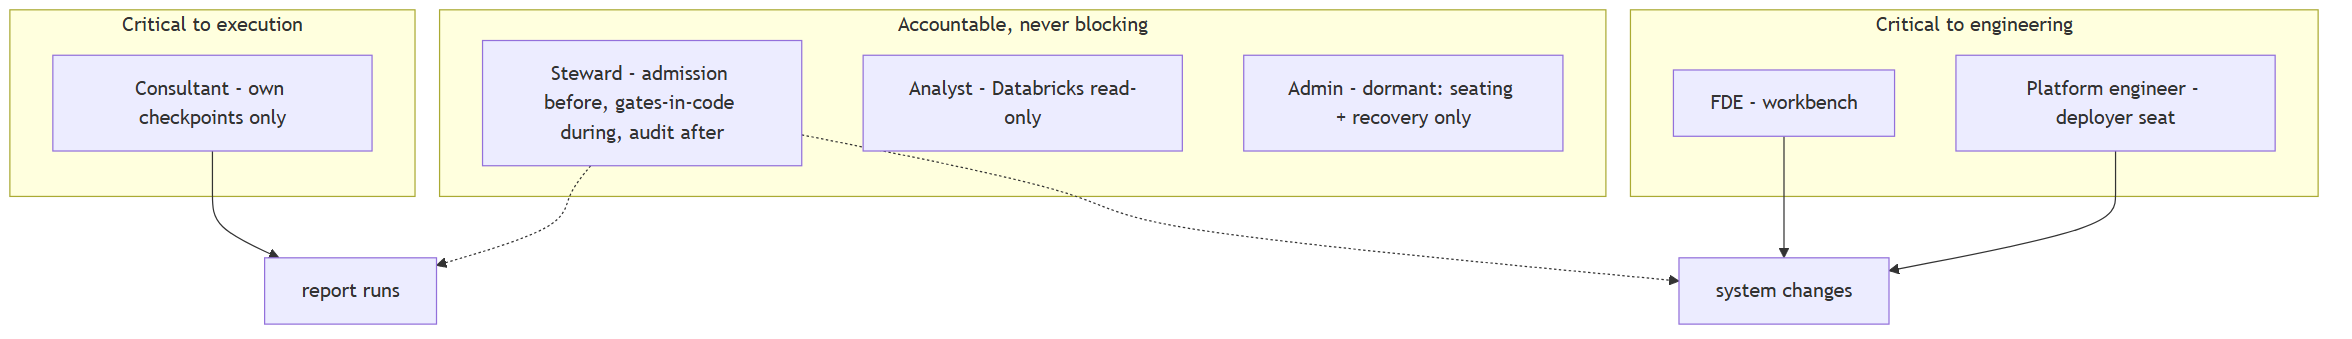 Critical to execution
Consultant - own
checkpoints only
Accountable, never blocking
Steward - admission
before, gates-in-code
during, audit after
Analyst - Databricks read-
only
Admin - dormant: seating
+ recovery only
Critical to engineering
FDE - workbench
Platform engineer -
deployer seat
report runs
system changes